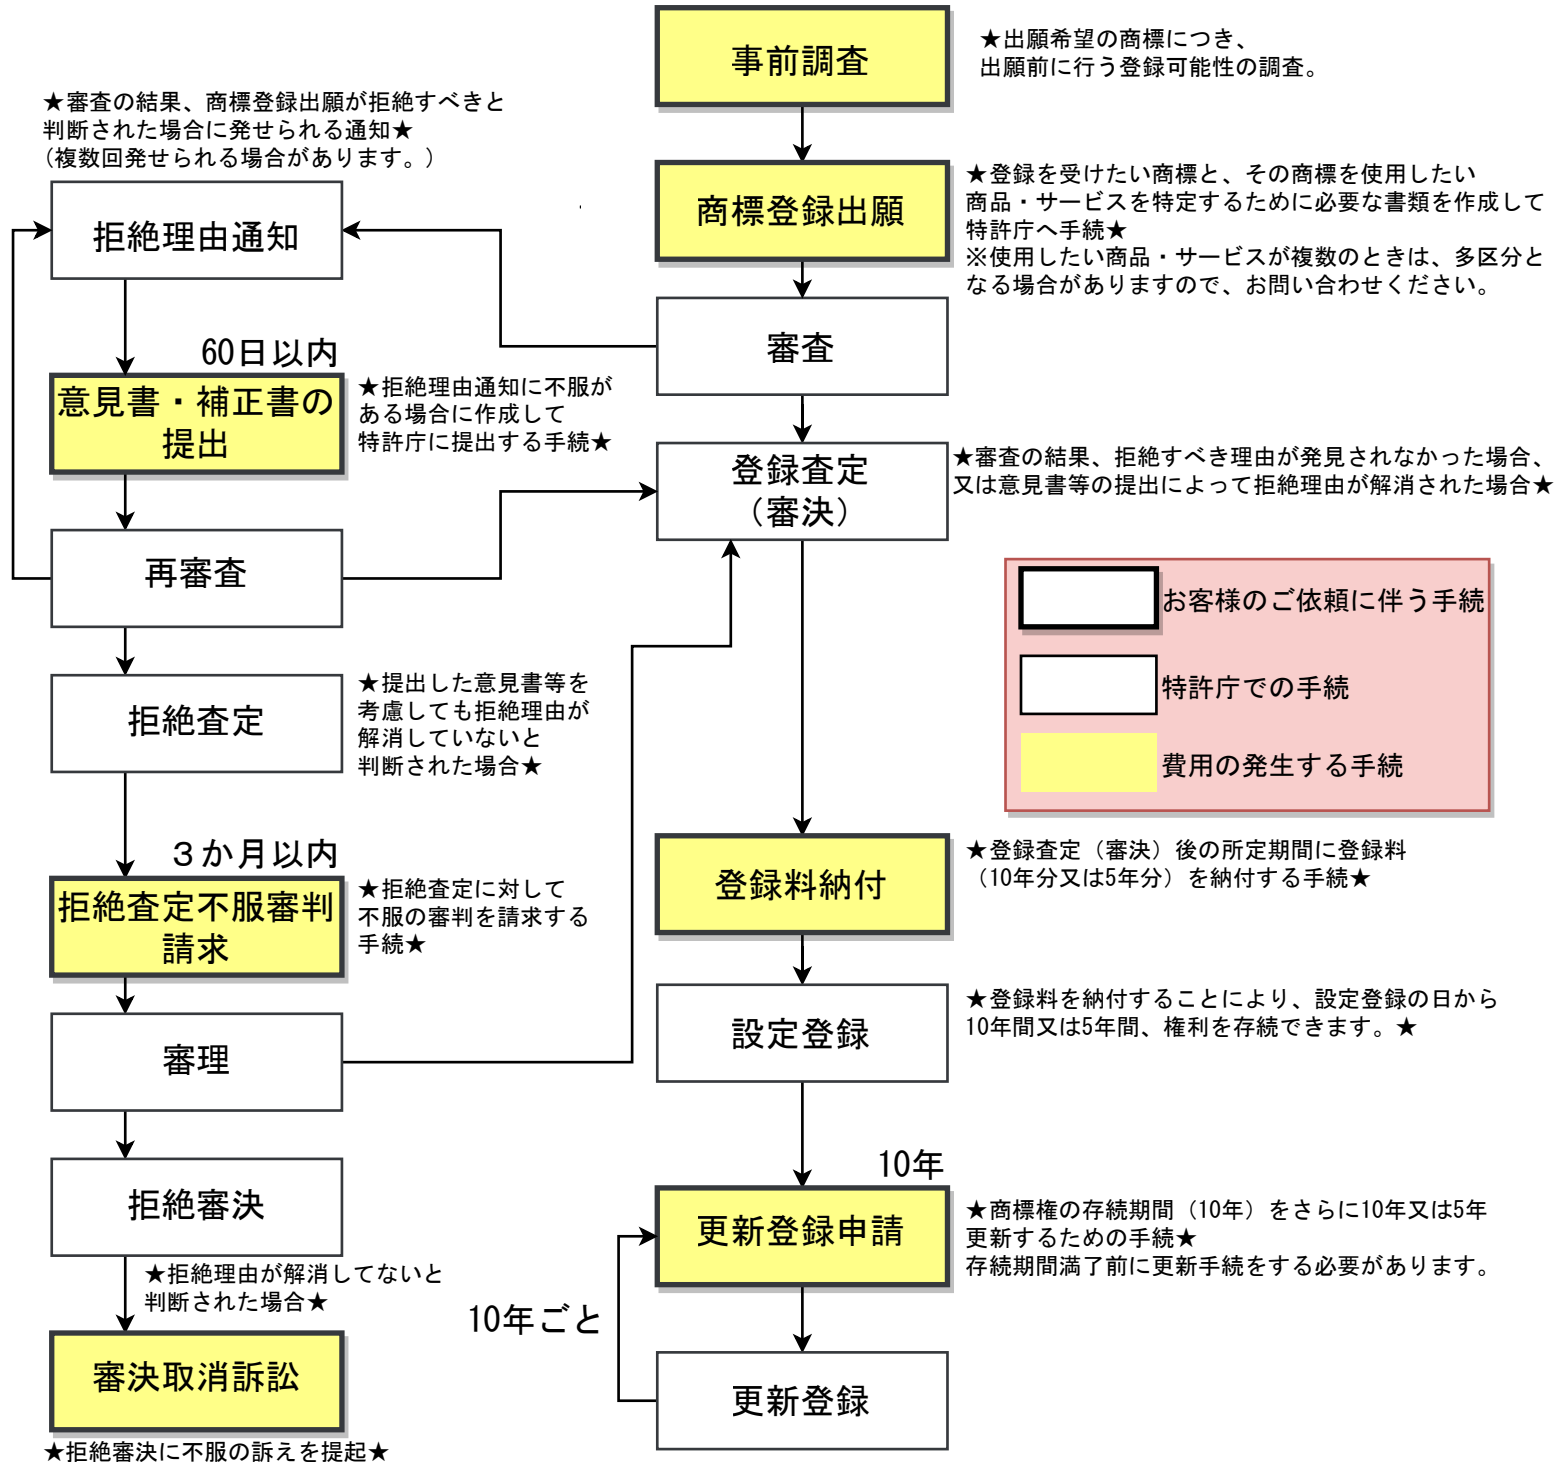 事前調査
★出願希望の商標につき、
出願前に行う登録可能性の調査。
★審査の結果、商標登録出願が拒絶すべきと
判断された場合に発せられる通知★
（複数回発せられる場合があります。）
商標登録出願
★登録を受けたい商標と、その商標を使用したい
商品・サービスを特定するために必要な書類を作成して
特許庁へ手続★
※使用したい商品・サービスが複数のときは、多区分と
なる場合がありますので、お問い合わせください。
拒絶理由通知
審査
60日以内
意見書・補正書の
提出
★拒絶理由通知に不服が
ある場合に作成して
特許庁に提出する手続★
登録査定
（審決）
★審査の結果、拒絶すべき理由が発見されなかった場合、
又は意見書等の提出によって拒絶理由が解消された場合★
再審査
お客様のご依頼に伴う手続
特許庁での手続
費用の発生する手続
拒絶査定
★提出した意見書等を
考慮しても拒絶理由が
解消していないと
判断された場合★
３か月以内
拒絶査定不服審判
請求
★拒絶査定に対して
不服の審判を請求する
手続★
登録料納付
★登録査定（審決）後の所定期間に登録料
（10年分又は5年分）を納付する手続★
審理
設定登録
★登録料を納付することにより、設定登録の日から
10年間又は5年間、権利を存続できます。★
拒絶審決
★拒絶理由が解消してないと
判断された場合★
10年
更新登録申請
★商標権の存続期間（10年）をさらに10年又は5年
更新するための手続★
存続期間満了前に更新手続をする必要があります。
10年ごと
審決取消訴訟
★拒絶審決に不服の訴えを提起★
更新登録